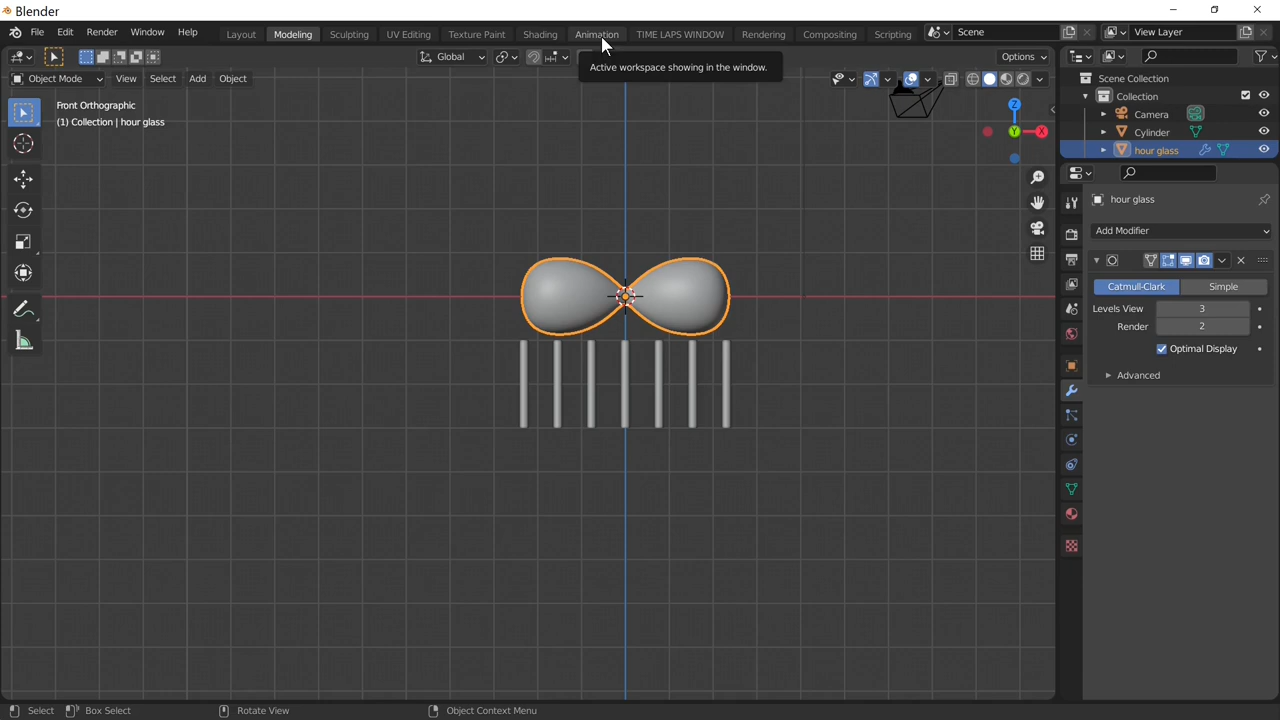 Blender
File Edit Render Window Help Layout Modeling Sculpting UV Editing Texture Paint Shading Animation TIME LAPS WINDOW Rendering Compositing Scripting Scene View Layer
Global Options
Active workspace showing in the window.
Object Mode View Select Add Object
Scene Collection
Front Orthographic
(1) Collection | hour glass
Collection
Camera
Cylinder
hour glass
Z
Y X
hour glass
Add Modifier
Catmull-Clark Simple
Levels View 3
Render 2
Optimal Display
Advanced
Select Box Select Rotate View Object Context Menu